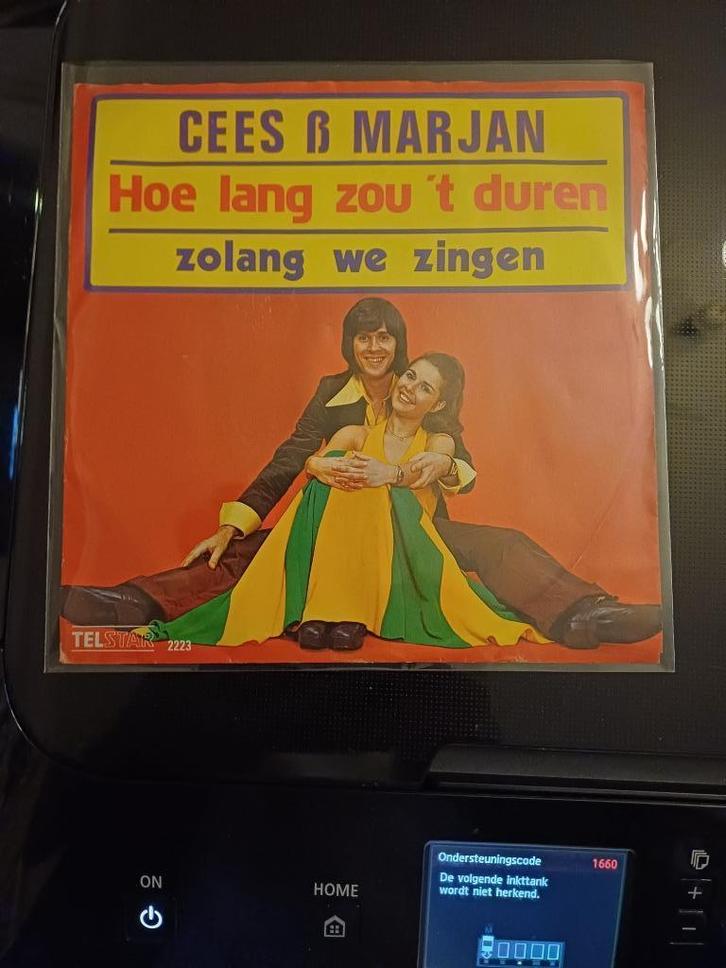 CEES ß MARJAN
Hoe lang zou ´t duren
zolang we zingen
TELSTAR 2223
ON
HOME
Ondersteuningscode 1660
De volgende inkttank
wordt niet herkend.
+
−